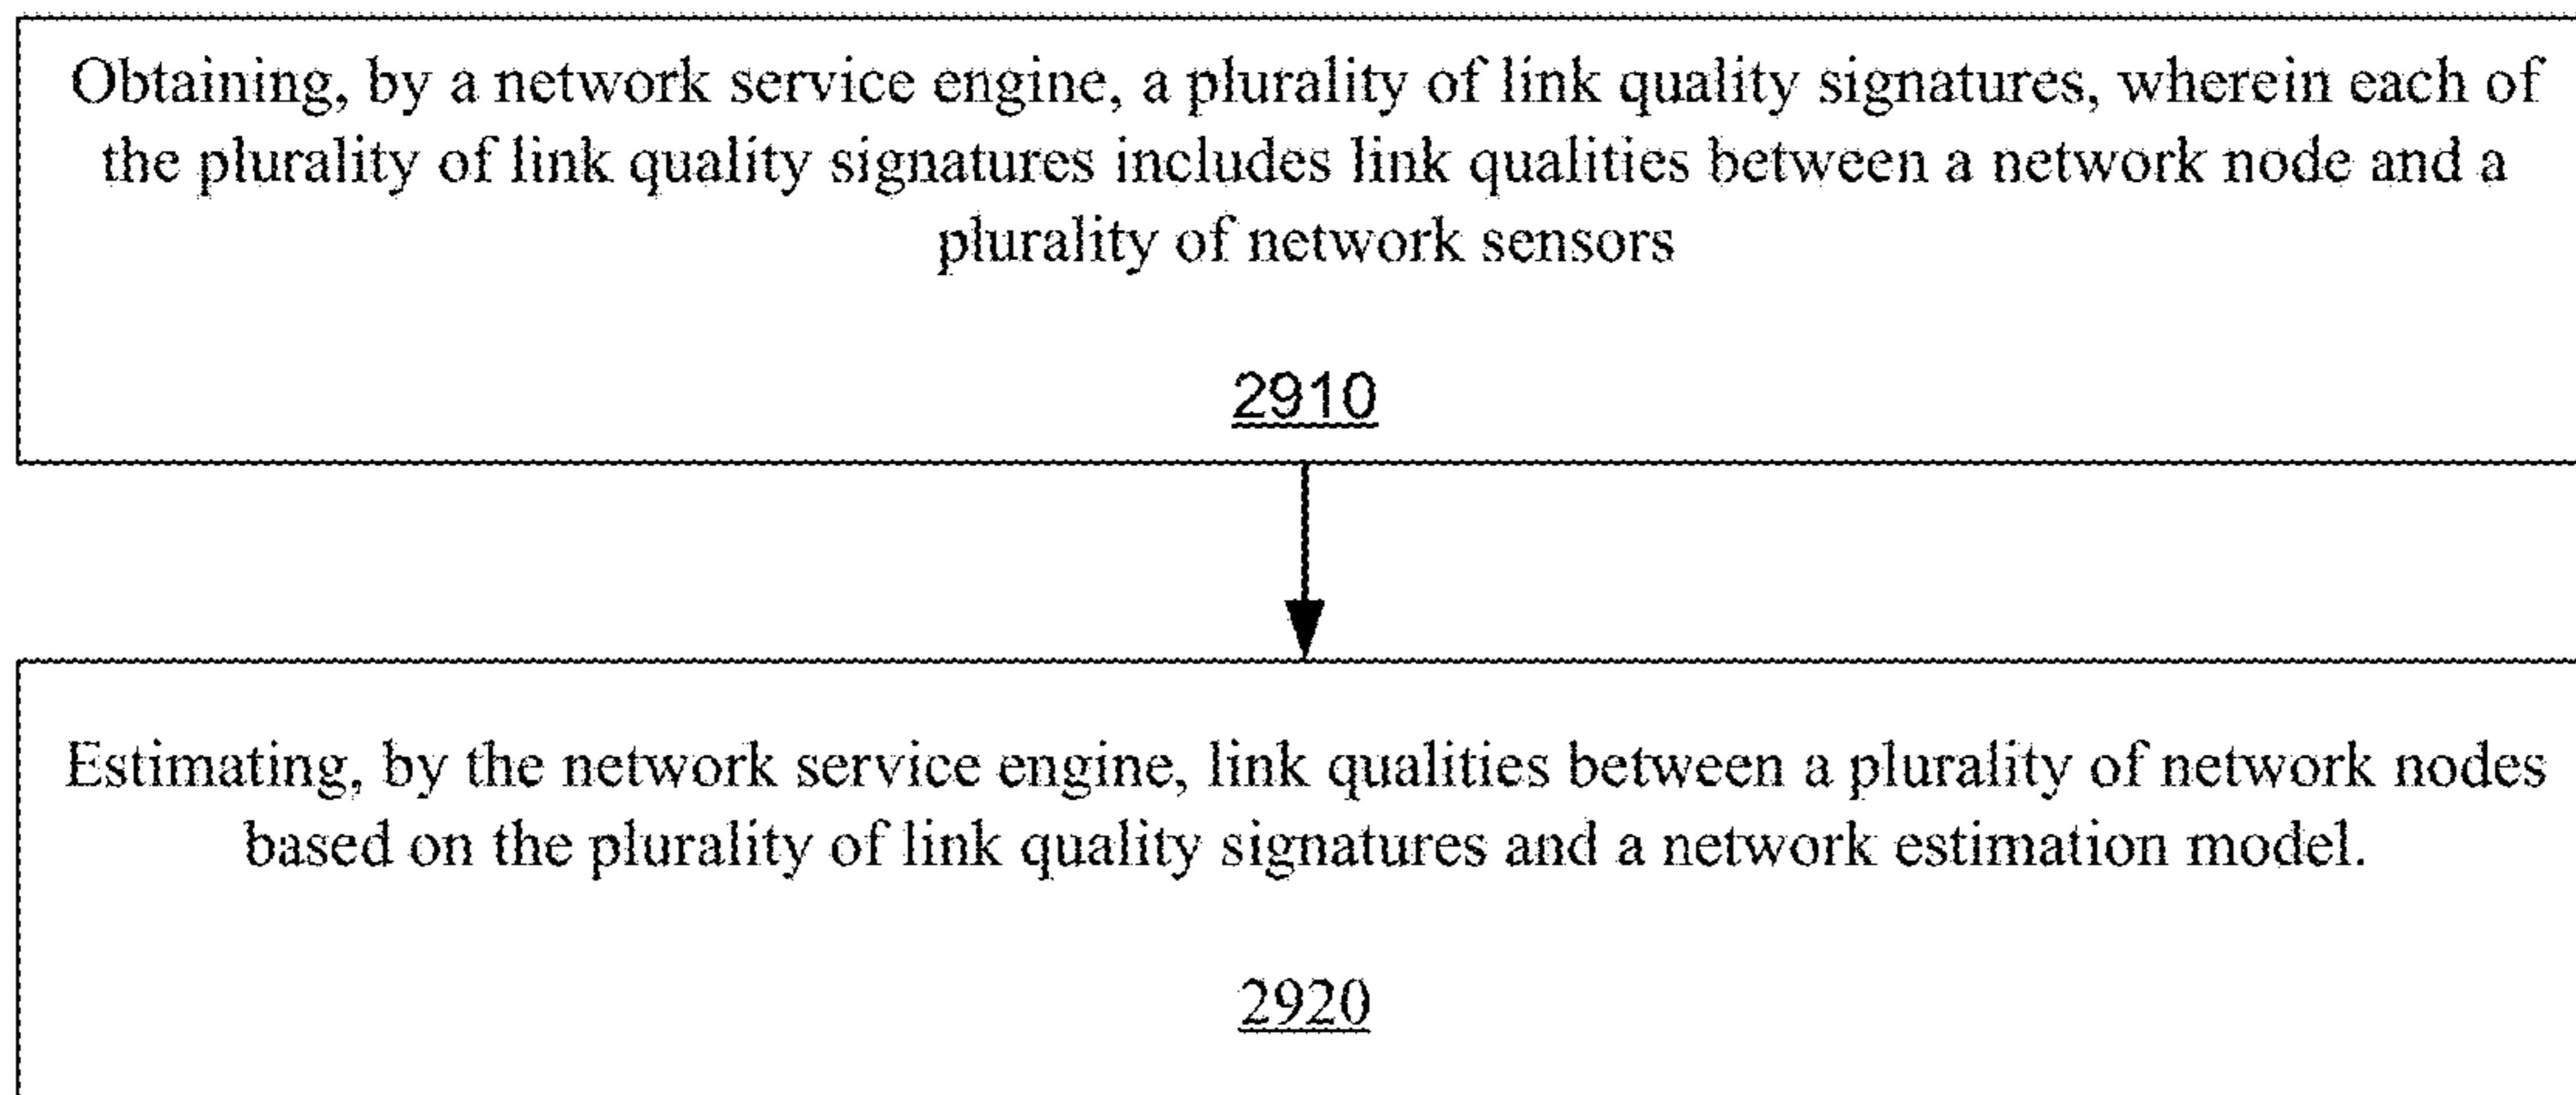 Obtaining, by a network service engine, a plurality of link quality signatures, wherein each of
the plurality of link quality signatures includes link qualities between a network node and a
plurality of network sensors
2910
Estimating, by the network service engine, link qualities between a plurality of network nodes
based on the plurality of link quality signatures and a network estimation model.
2920